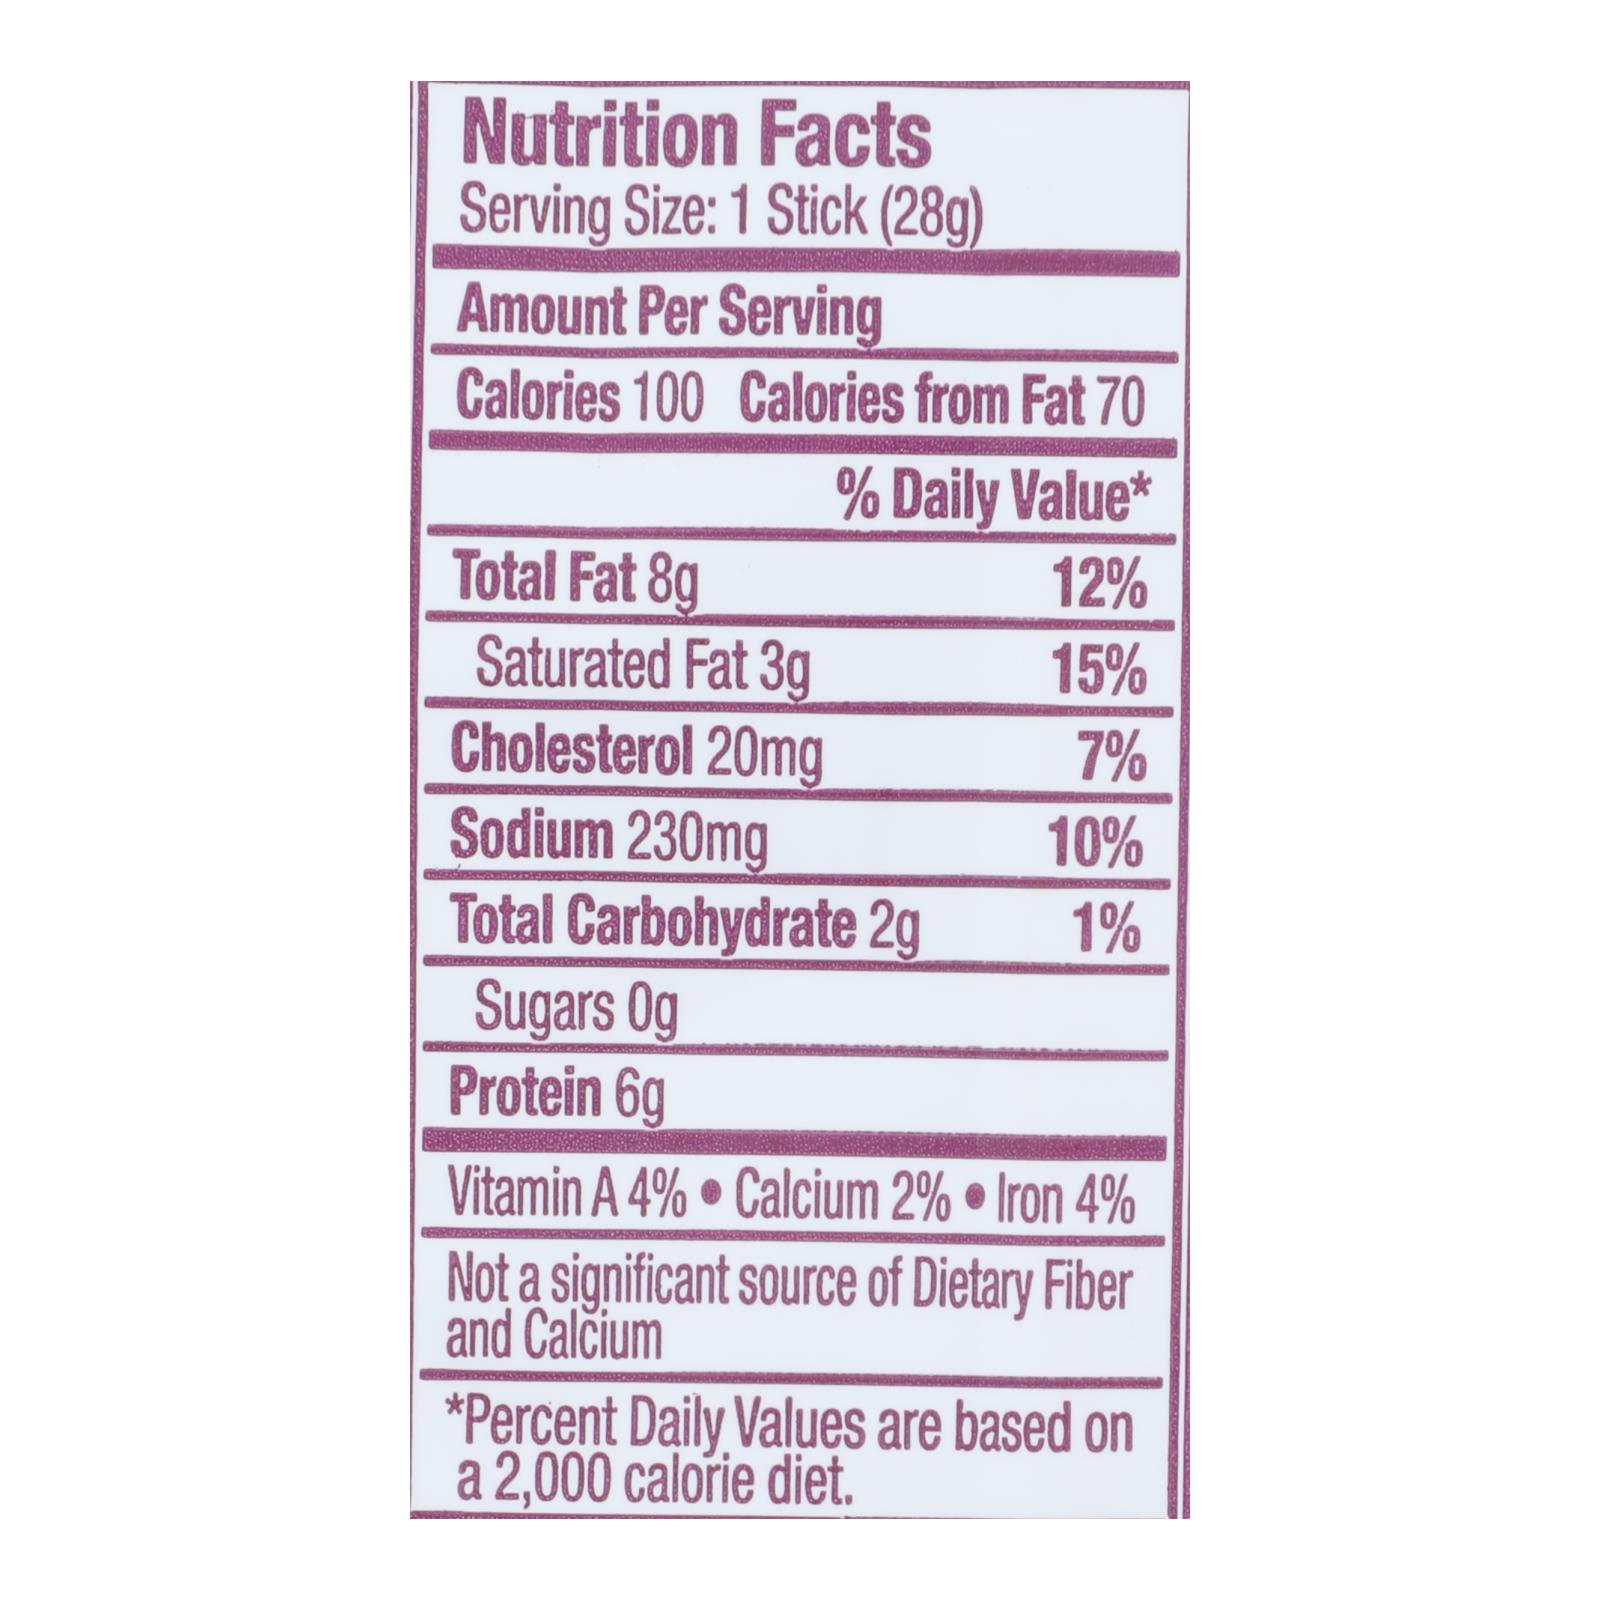 Nutrition Facts
Serving Size: 1 Stick (28g)
Amount Per Serving
Calories 100 Calories from Fat 70
% Daily Value*
Total Fat 8g 12%
Saturated Fat 3g 15%
Cholesterol 20mg 7%
Sodium 230mg 10%
Total Carbohydrate 2g 1%
Sugars 0g
Protein 6g
Vitamin A 4% • Calcium 2% • Iron 4%
Not a significant source of Dietary Fiber
and Calcium
*Percent Daily Values are based on
a 2,000 calorie diet.